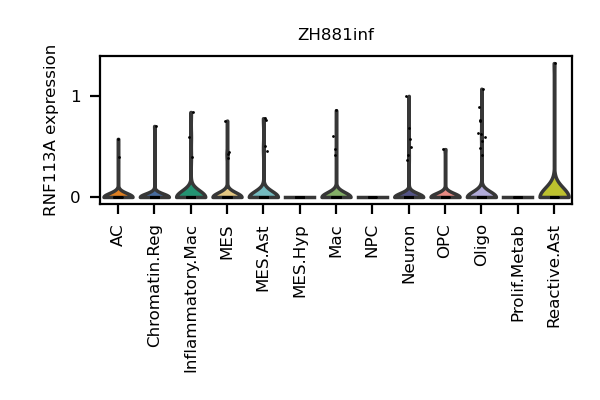 ZH881inf
RNF113A expression
1
0
AC
Chromatin.Reg
Inflammatory.Mac
MES
MES.Ast
MES.Hyp
Mac
NPC
Neuron
OPC
Oligo
Prolif.Metab
Reactive.Ast